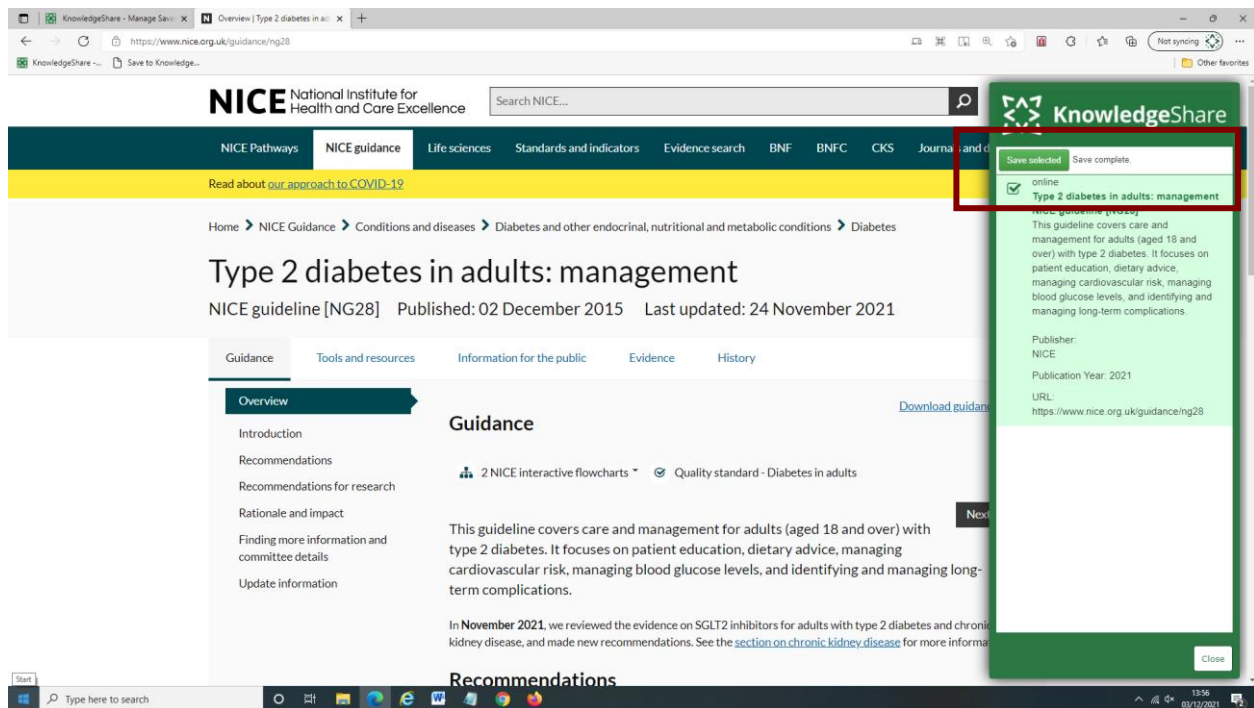 KnowledgeShare - Manage Save
Overview | Type 2 diabetes in ad
https://www.nice.org.uk/guidance/ng28
Not syncing
KnowledgeShare -...
Save to Knowledge...
Other favorites
NICE National Institute for
Health and Care Excellence
Search NICE...
NICE Pathways
NICE guidance
Life sciences
Standards and indicators
Evidence search
BNF
BNFC
CKS
Journals and d
Read about our approach to COVID-19
Home > NICE Guidance > Conditions and diseases > Diabetes and other endocrinal, nutritional and metabolic conditions > Diabetes
Type 2 diabetes in adults: management
NICE guideline [NG28] Published: 02 December 2015 Last updated: 24 November 2021
Guidance
Tools and resources
Information for the public
Evidence
History
Overview
Introduction
Recommendations
Recommendations for research
Rationale and impact
Finding more information and
committee details
Update information
Download guidanc
Guidance
2 NICE interactive flowcharts
Quality standard - Diabetes in adults
Next
This guideline covers care and management for adults (aged 18 and over) with
type 2 diabetes. It focuses on patient education, dietary advice, managing
cardiovascular risk, managing blood glucose levels, and identifying and managing long-
term complications.
In November 2021, we reviewed the evidence on SGLT2 inhibitors for adults with type 2 diabetes and chronic
kidney disease, and made new recommendations. See the section on chronic kidney disease for more informa
Recommendations
KnowledgeShare
Save selected
Save complete.
online
Type 2 diabetes in adults: management
NICE guideline [NG28]
This guideline covers care and
management for adults (aged 18 and
over) with type 2 diabetes. It focuses on
patient education, dietary advice,
managing cardiovascular risk, managing
blood glucose levels, and identifying and
managing long-term complications.
Publisher:
NICE
Publication Year: 2021
URL:
https://www.nice.org.uk/guidance/ng28
Close
Start
Type here to search
13:56
03/12/2021